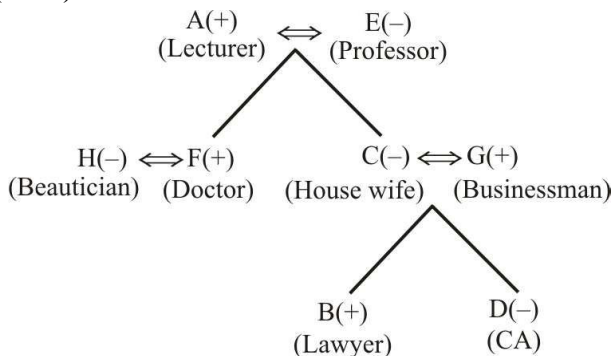 A(+) ⟺ E(–)
(Lecturer) (Professor)
H(–) ⟺ F(+) C(–) ⟺ G(+)
(Beautician) (Doctor) (House wife) (Businessman)
B(+) D(–)
(Lawyer) (CA)